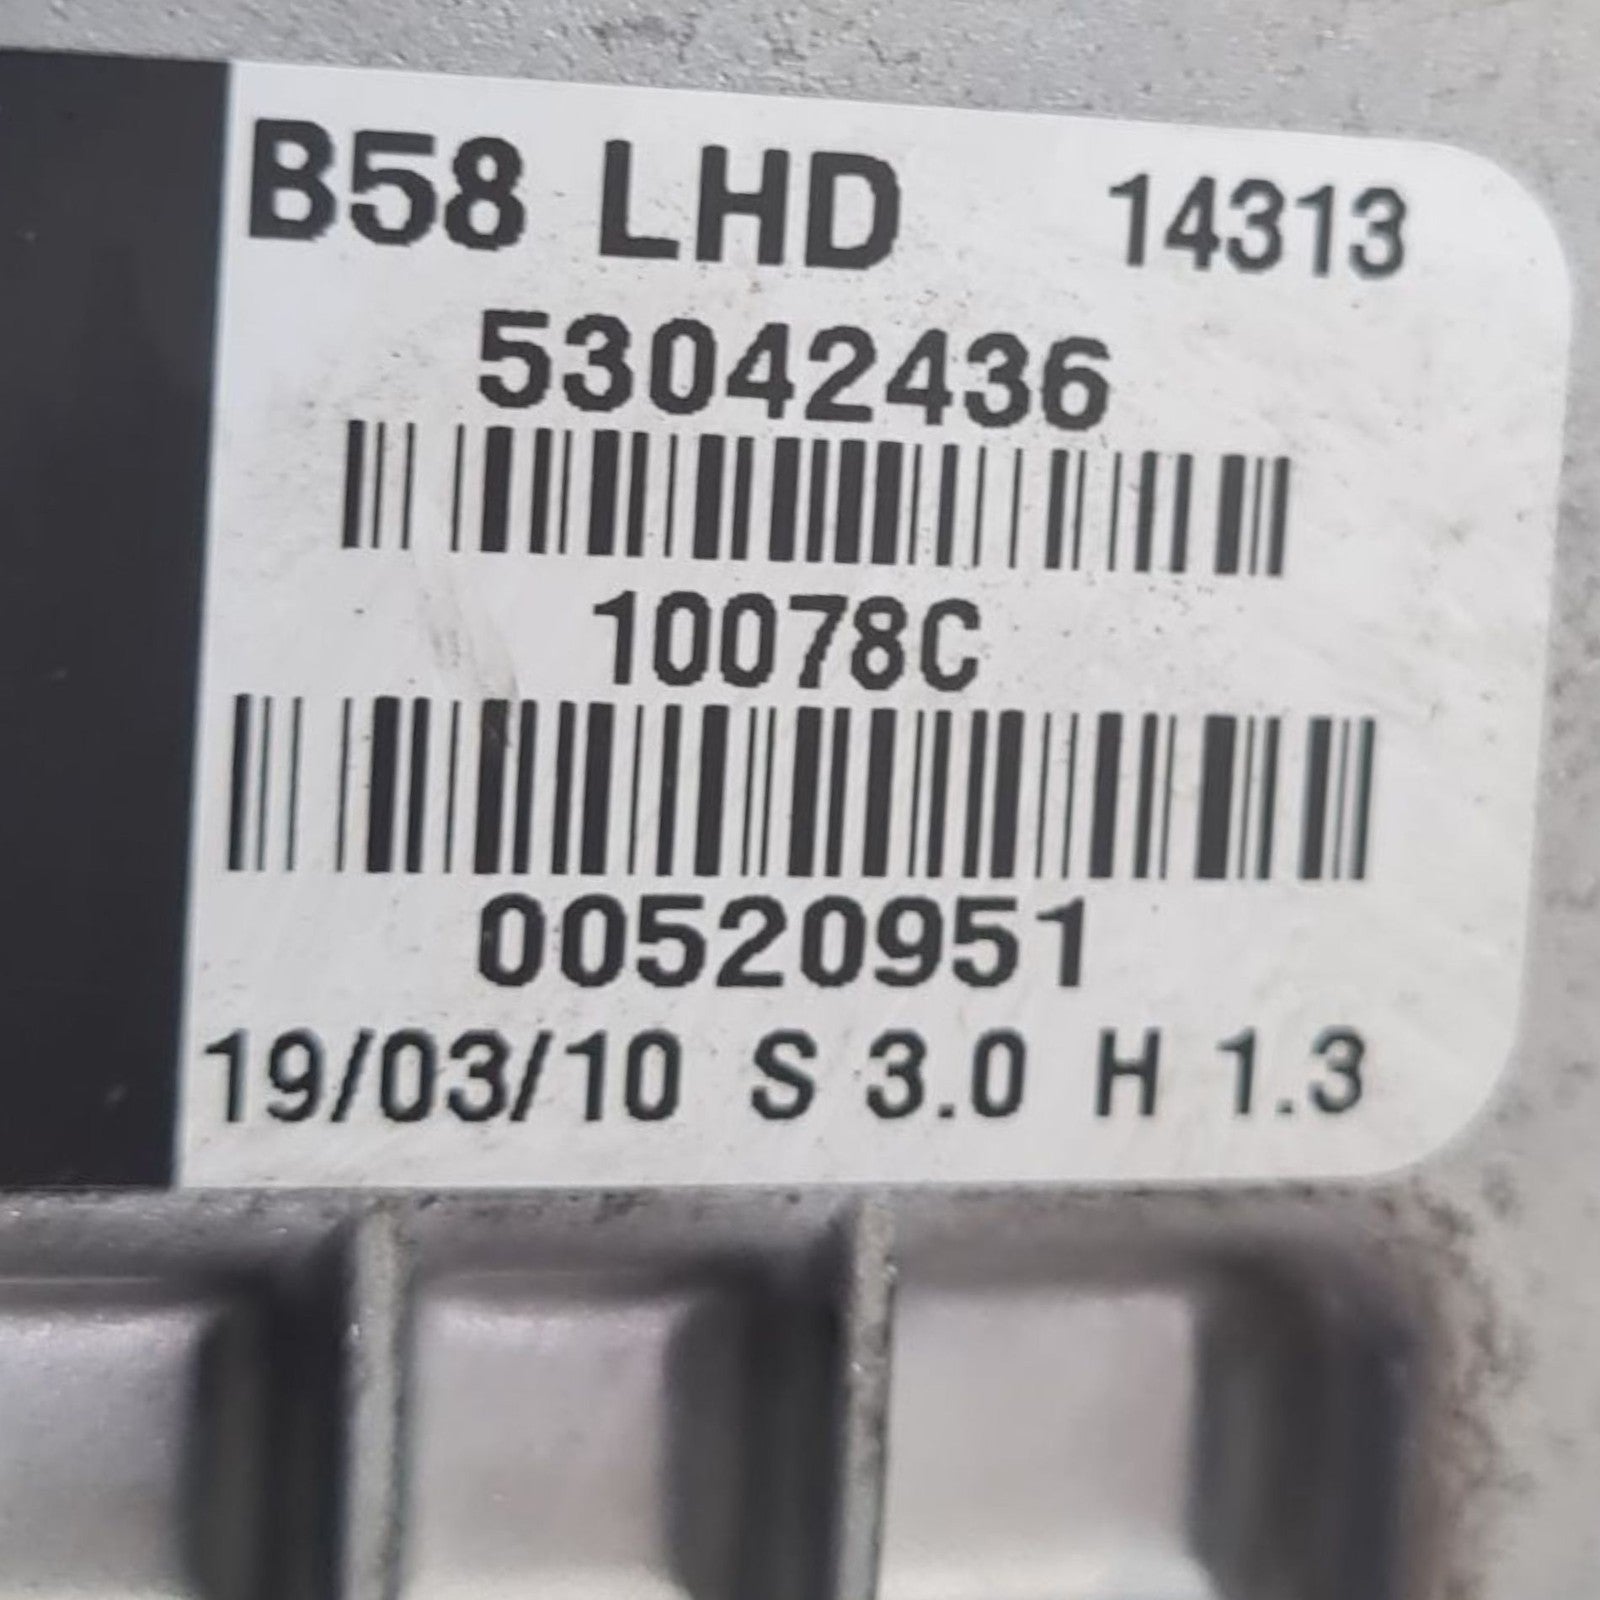 B58 LHD 14313
53042436
10078C
00520951
19/03/10 S 3.0 H 1.3